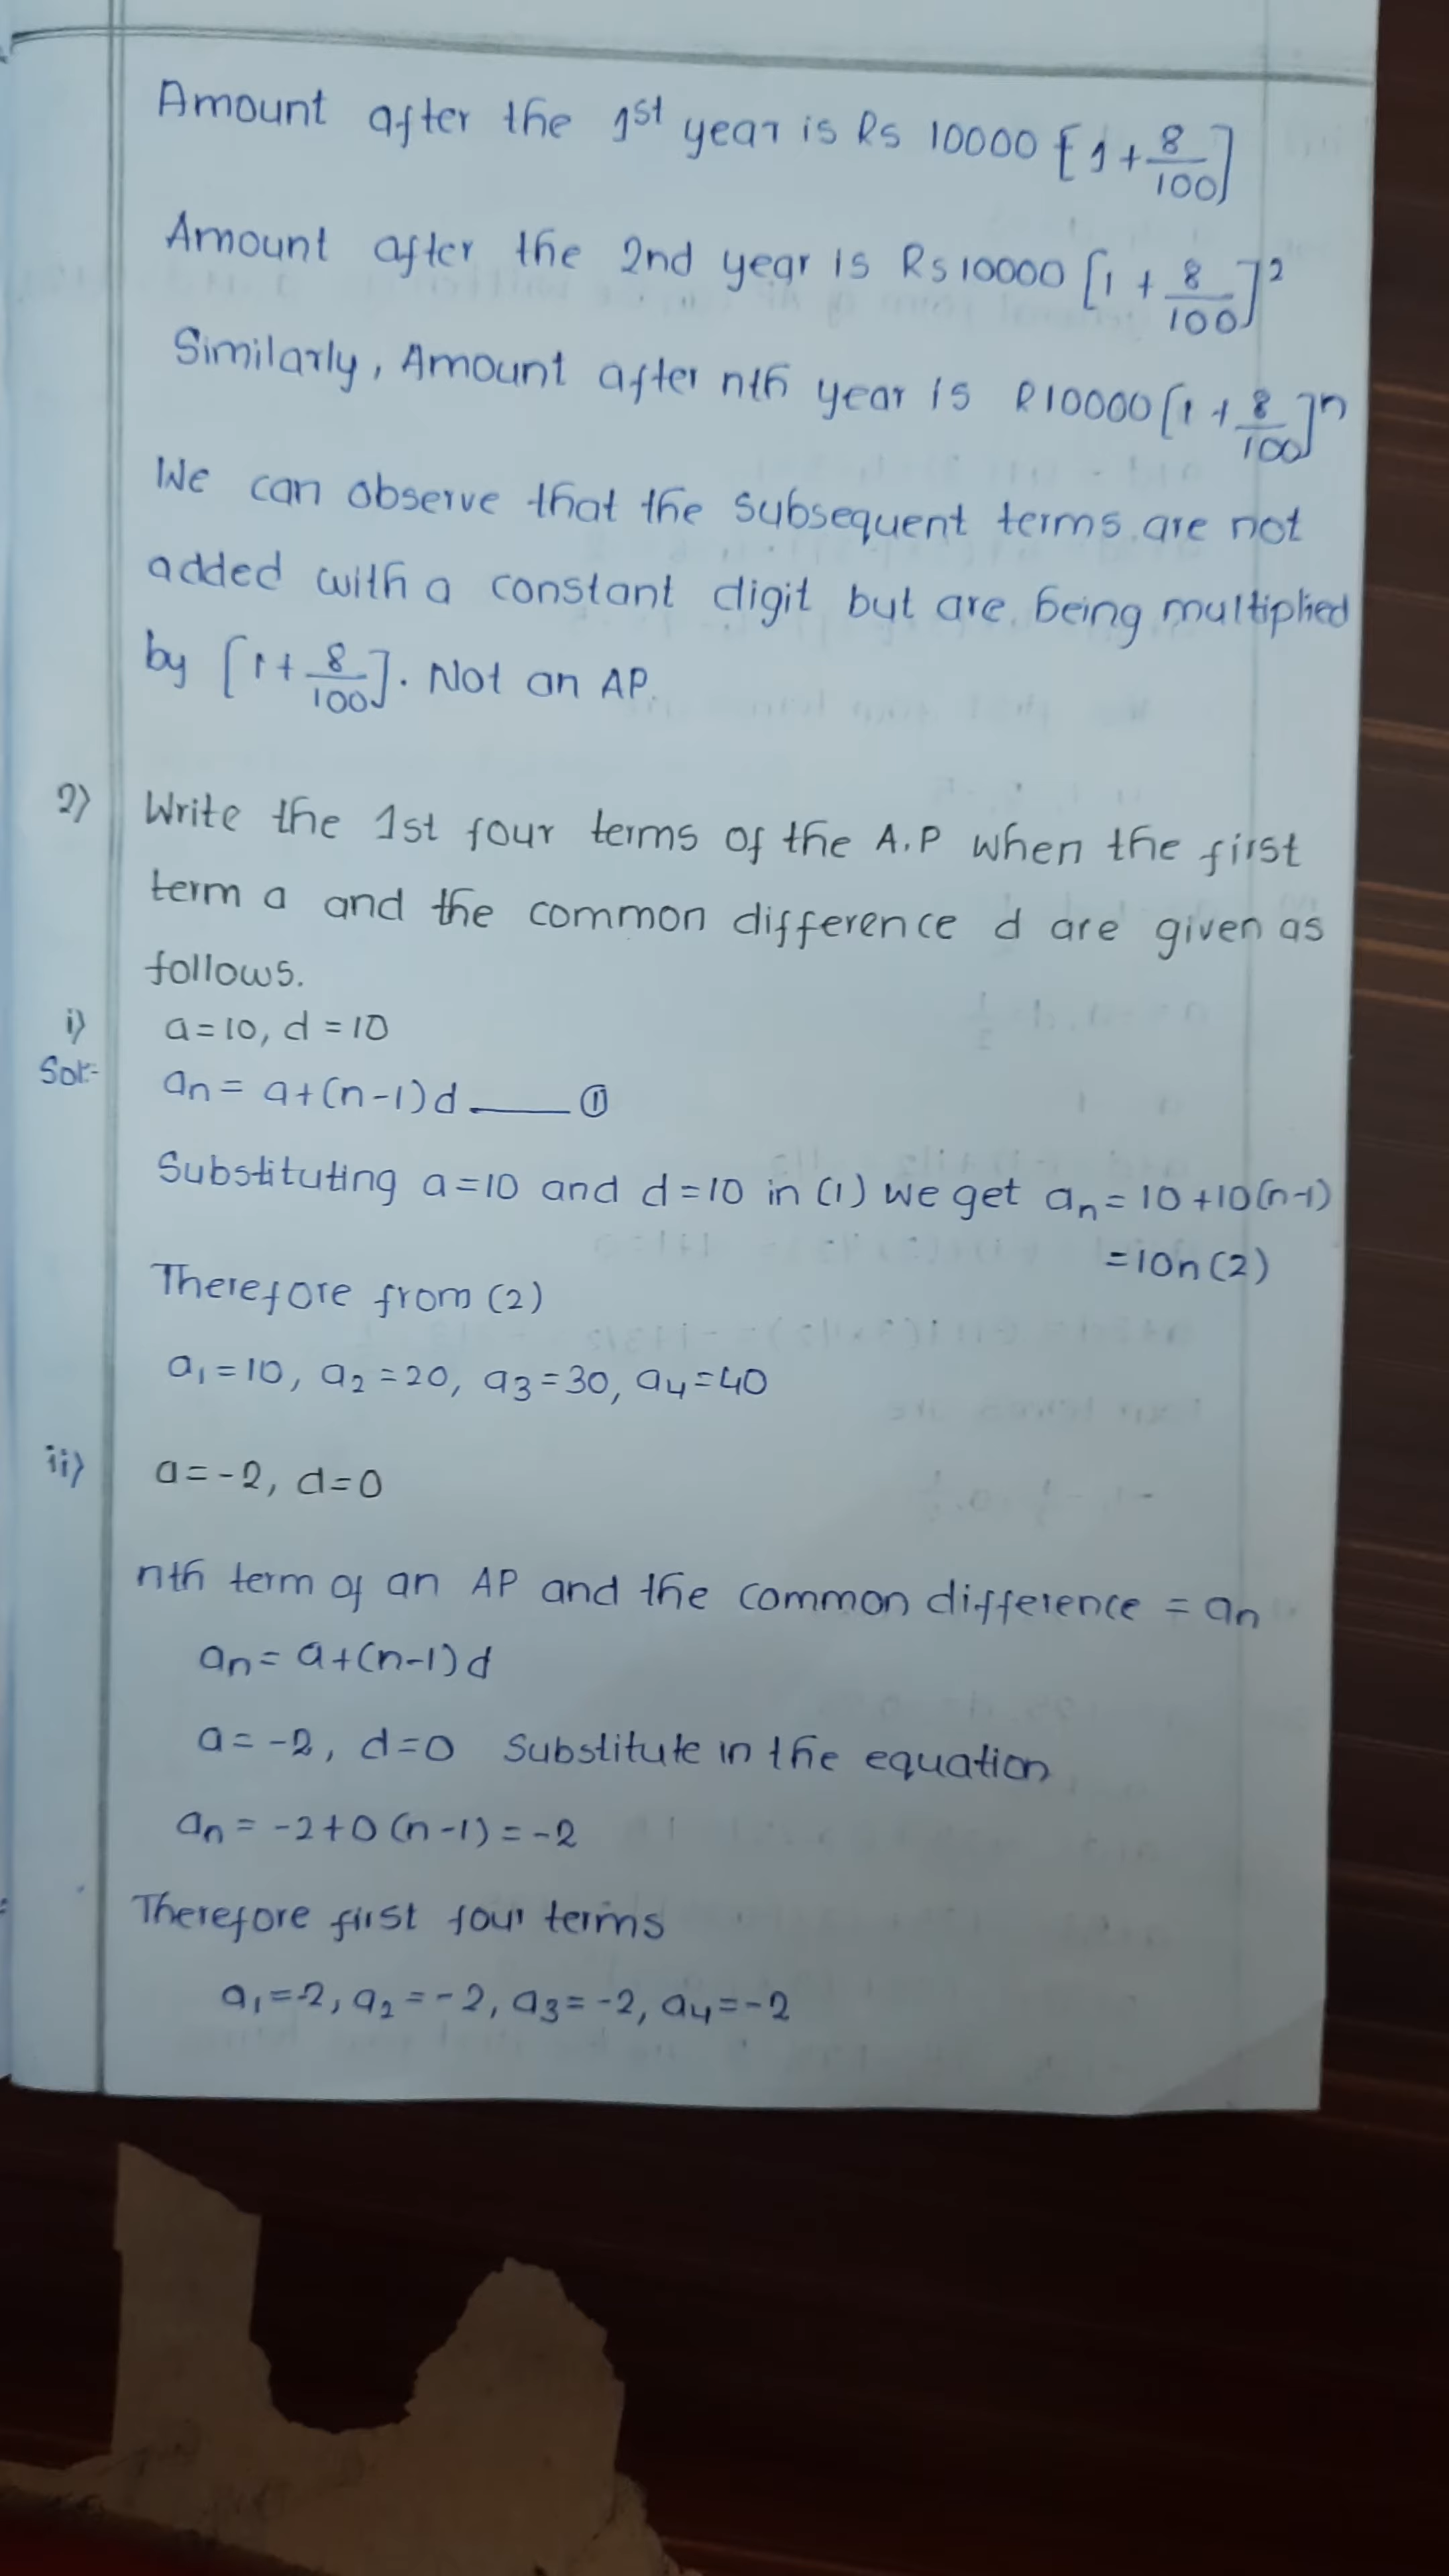 Amount after the 1st year is Rs 10000 [1 + 8/100]
Amount after the 2nd year is Rs 10000 [1 + 8/100]²
Similarly, Amount after nth year is R10000 [1 + 8/100]ⁿ
We can observe that the subsequent terms are not
added with a constant digit but are being multiplied
by [1 + 8/100]. Not an AP.
2) Write the 1st four terms of the A.P when the first
term a and the common difference d are given as
follows.
i) a=10, d=10
Sol:- an = a+(n-1)d —— ①
Substituting a=10 and d=10 in (1) we get an = 10+10(n-1)
=10n (2)
Therefore from (2)
a1=10, a2=20, a3=30, a4=40
ii) a=-2, d=0
nth term of an AP and the common difference = an
an = a+(n-1)d
a=-2, d=0 Substitute in the equation
an = -2+0(n-1) = -2
Therefore first four terms
a1=-2, a2=-2, a3=-2, a4=-2